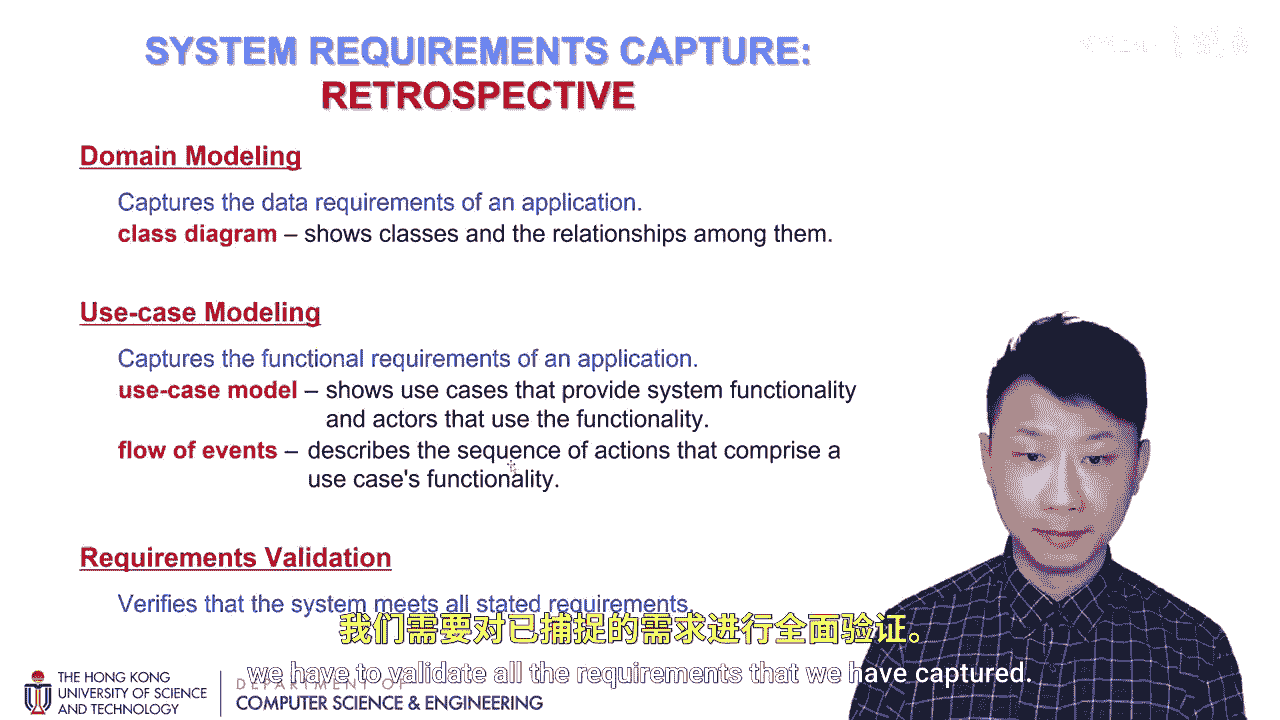 SYSTEM REQUIREMENTS CAPTURE:
RETROSPECTIVE
Domain Modeling
Captures the data requirements of an application.
class diagram – shows classes and the relationships among them.
Use-case Modeling
Captures the functional requirements of an application.
use-case model – shows use cases that provide system functionality
and actors that use the functionality.
flow of events – describes the sequence of actions that comprise a
use case's functionality.
Requirements Validation
Verifies that the system meets all stated requirements.
我们需要对已捕捉的需求进行全面验证。
we have to validate all the requirements that we have captured.
THE HONG KONG
UNIVERSITY OF SCIENCE
AND TECHNOLOGY
DEPARTMENT OF
COMPUTER SCIENCE & ENGINEERING